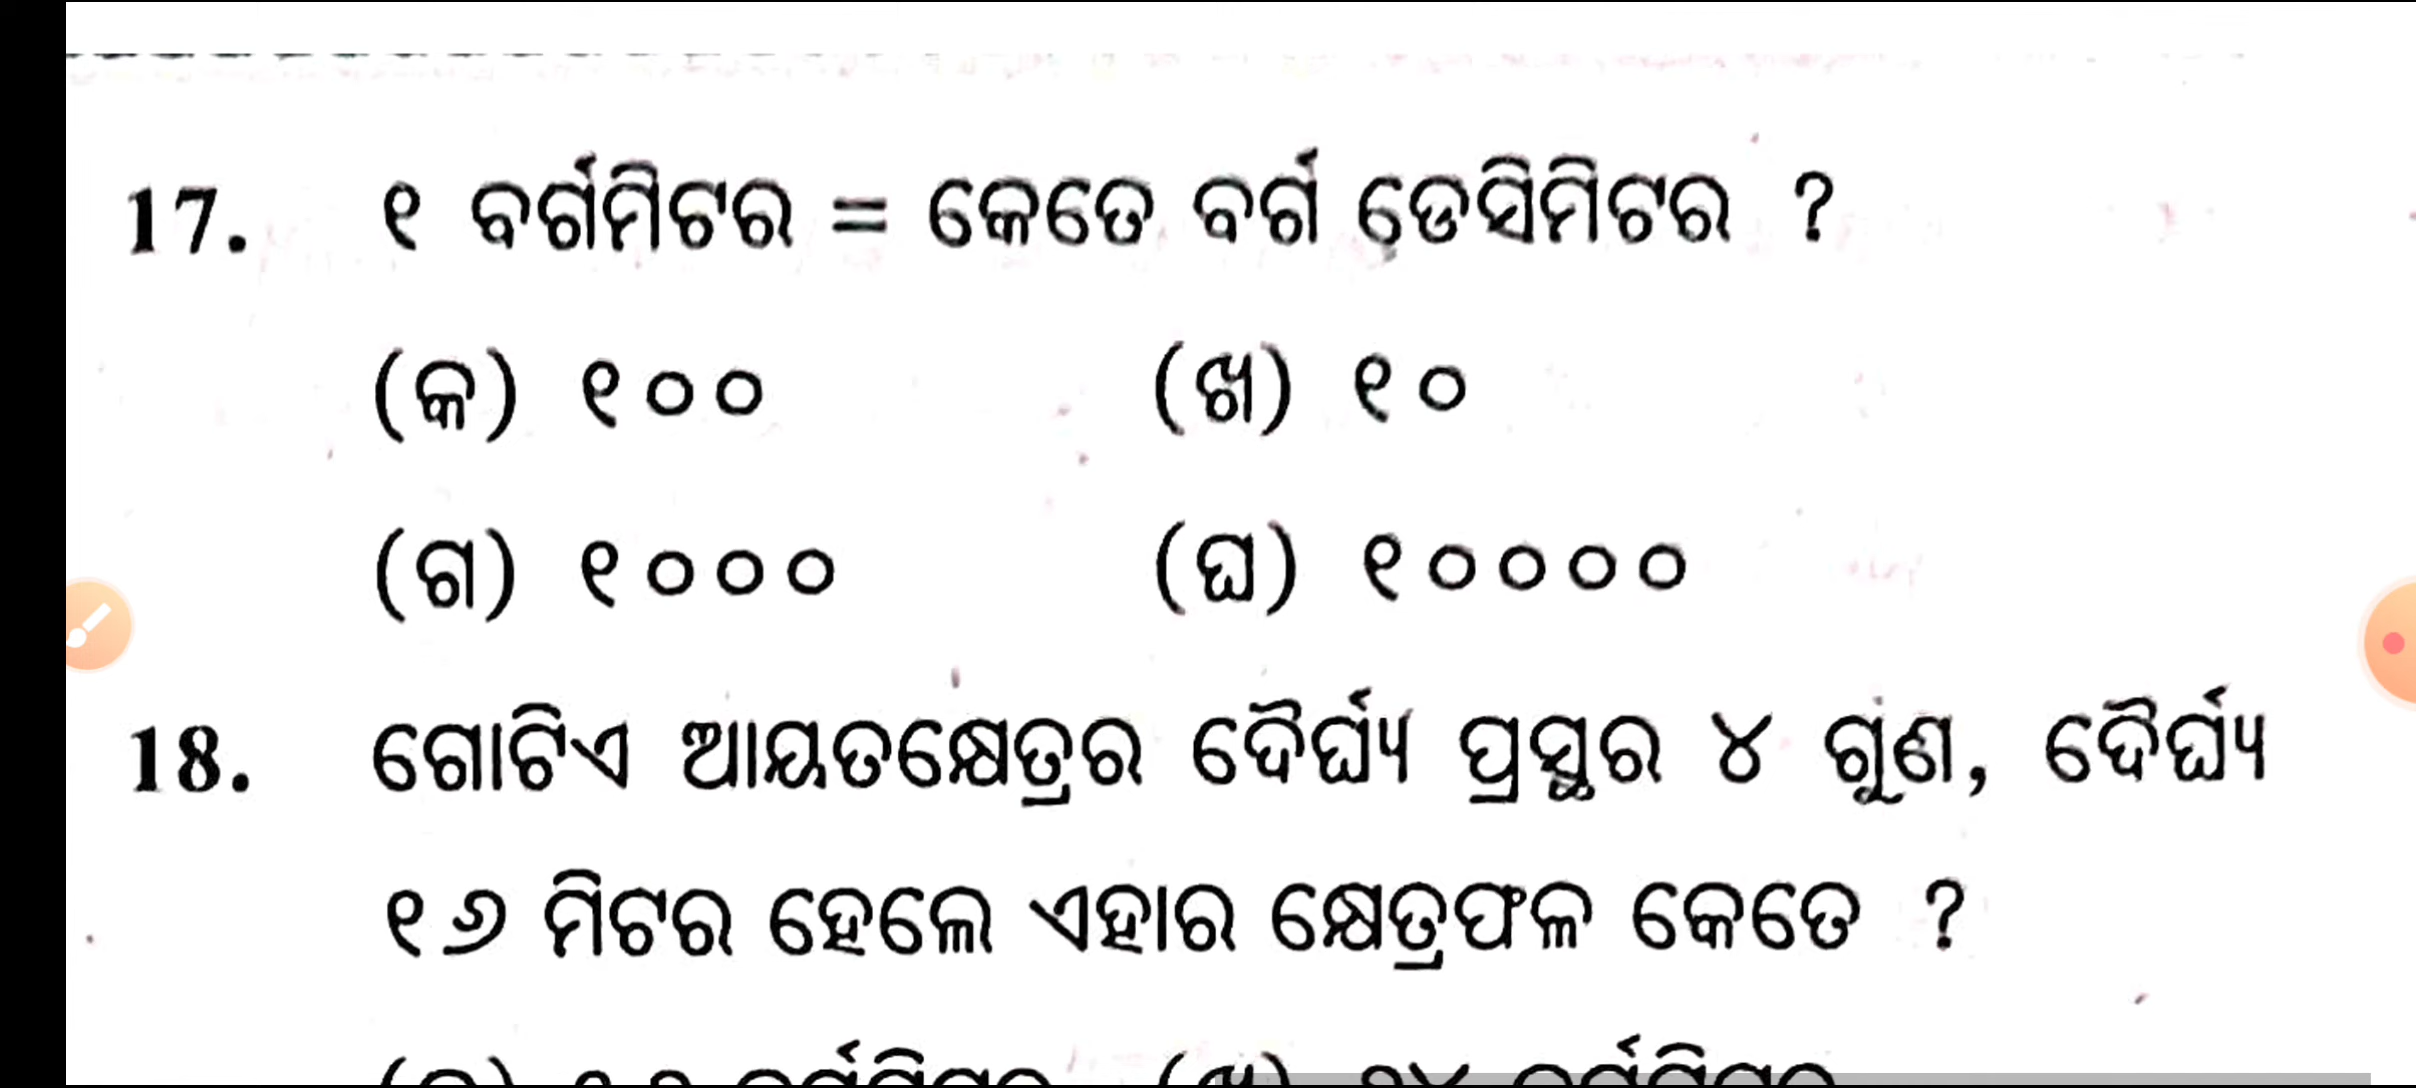 17. ୧ ବର୍ଗମିଟର = କେତେ ବର୍ଗ ଡ଼େସିମିଟର ?
(କ) ୧୦୦ (ଖ) ୧୦
(ଗ) ୧୦୦୦ (ଘ) ୧୦୦୦୦
18. ଗୋଟିଏ ଆୟତକ୍ଷେତ୍ରର ଦୈର୍ଘ୍ୟ ପ୍ରସ୍ଥର ୪ ଗୁଣ, ଦୈର୍ଘ୍ୟ
୧୬ ମିଟର ହେଲେ ଏହାର କ୍ଷେତ୍ରଫଳ କେତେ ?